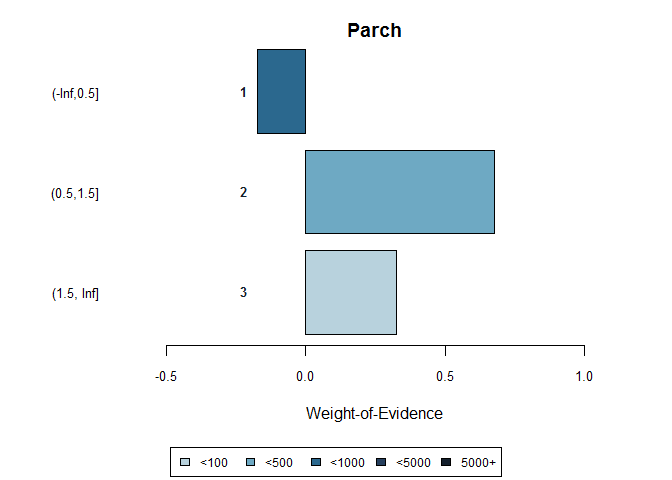 Parch
(-Inf,0.5] 1
(0.5,1.5] 2
(1.5, Inf] 3
-0.5 0.0 0.5 1.0
Weight-of-Evidence
<100 <500 <1000 <5000 5000+